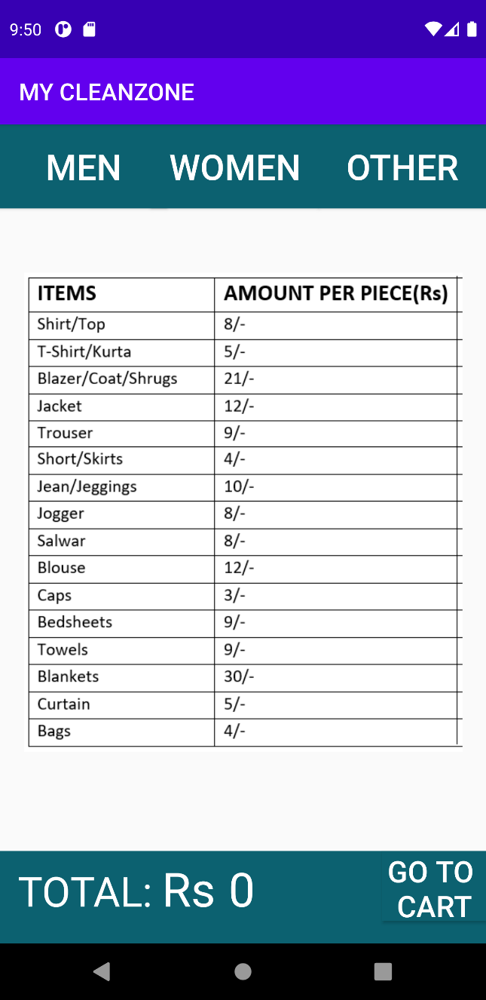 9:50
MY CLEANZONE
MEN WOMEN OTHER
ITEMS AMOUNT PER PIECE(Rs)
Shirt/Top 8/-
T-Shirt/Kurta 5/-
Blazer/Coat/Shrugs 21/-
Jacket 12/-
Trouser 9/-
Short/Skirts 4/-
Jean/Jeggings 10/-
Jogger 8/-
Salwar 8/-
Blouse 12/-
Caps 3/-
Bedsheets 9/-
Towels 9/-
Blankets 30/-
Curtain 5/-
Bags 4/-
TOTAL: Rs 0
GO TO
CART